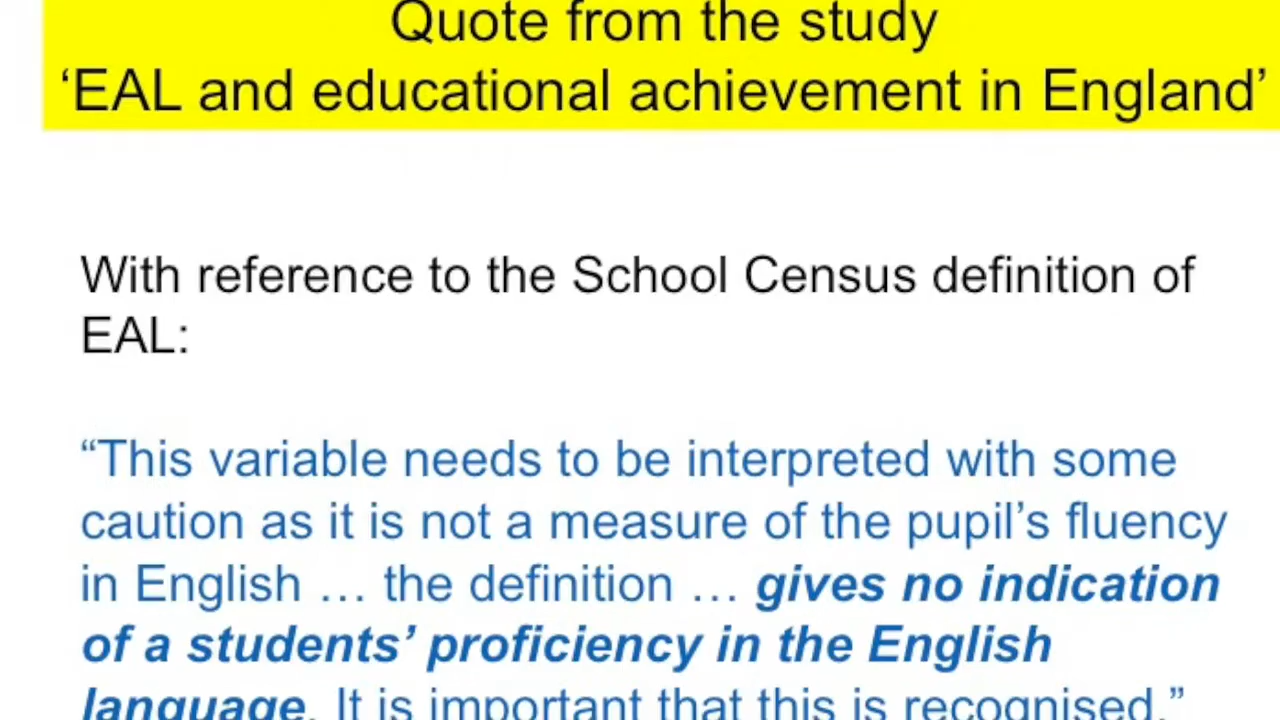 Quote from the study
‘EAL and educational achievement in England’
With reference to the School Census definition of
EAL:
“This variable needs to be interpreted with some
caution as it is not a measure of the pupil’s fluency
in English … the definition … gives no indication
of a students’ proficiency in the English
language. It is important that this is recognised.”